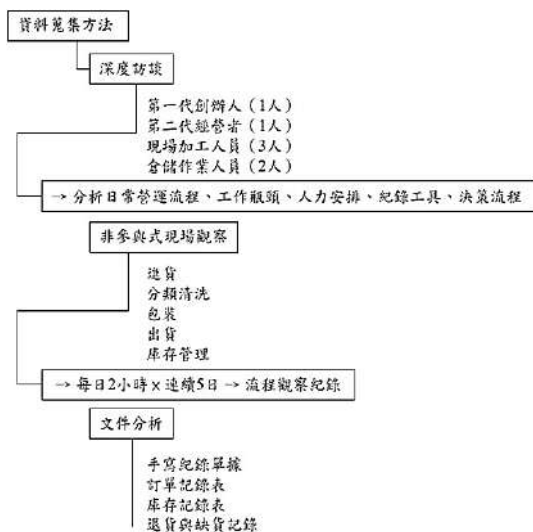 資料蒐集方法
深度訪談
第一代創辦人（1人）
第二代經營者（1人）
現場加工人員（3人）
倉儲作業人員（2人）
→ 分析日常營運流程、工作瓶頸、人力安排、紀錄工具、決策流程
非參與式現場觀察
進貨
分類清洗
包裝
出貨
庫存管理
→ 每日2小時 × 連續5日 → 流程觀察紀錄
文件分析
手寫紀錄單據
訂單記錄表
庫存記錄表
退貨與缺貨記錄